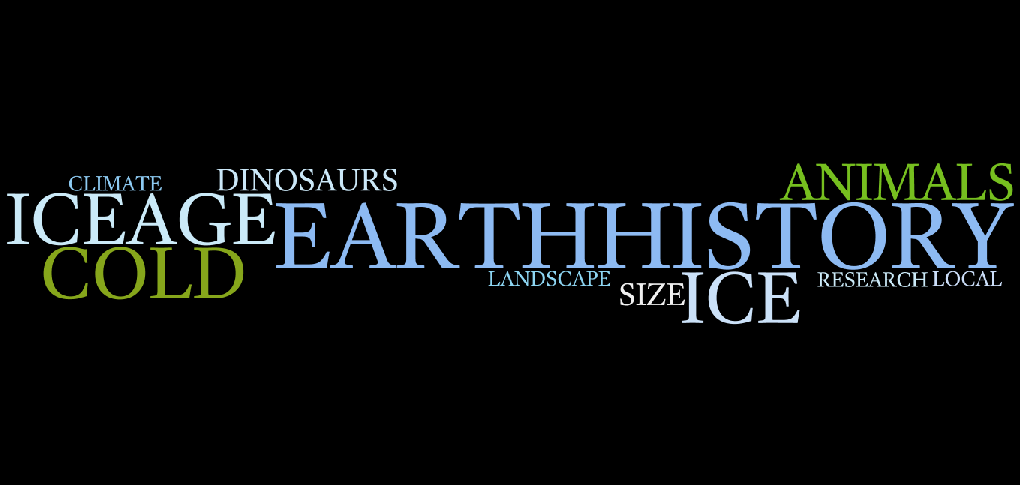 CLIMATE DINOSAURS ANIMALS
ICEAGE EARTHHISTORY
COLD LANDSCAPE SIZE ICE RESEARCH LOCAL